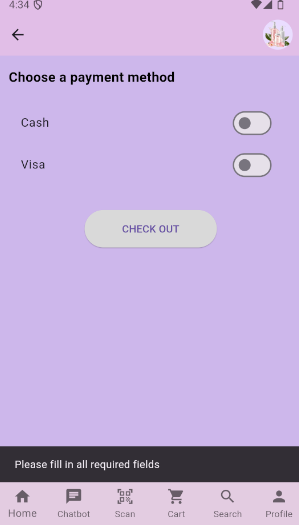 4:34
Choose a payment method
Cash
Visa
CHECK OUT
Please fill in all required fields
Home
Chatbot
Scan
Cart
Search
Profile